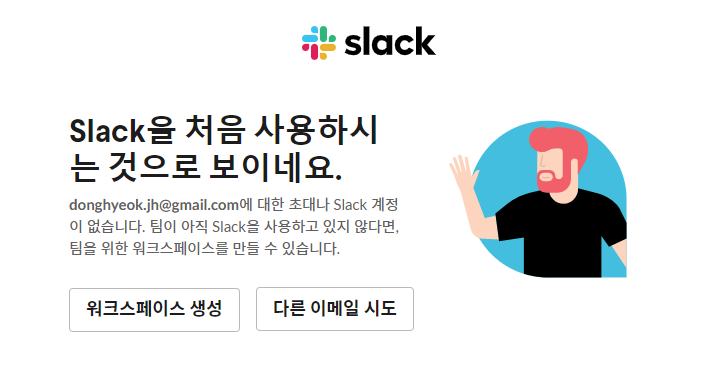 slack
Slack을 처음 사용하시
는 것으로 보이네요.
donghyeok.jh@gmail.com에 대한 초대나 Slack 계정
이 없습니다. 팀이 아직 Slack을 사용하고 있지 않다면,
팀을 위한 워크스페이스를 만들 수 있습니다.
워크스페이스 생성
다른 이메일 시도